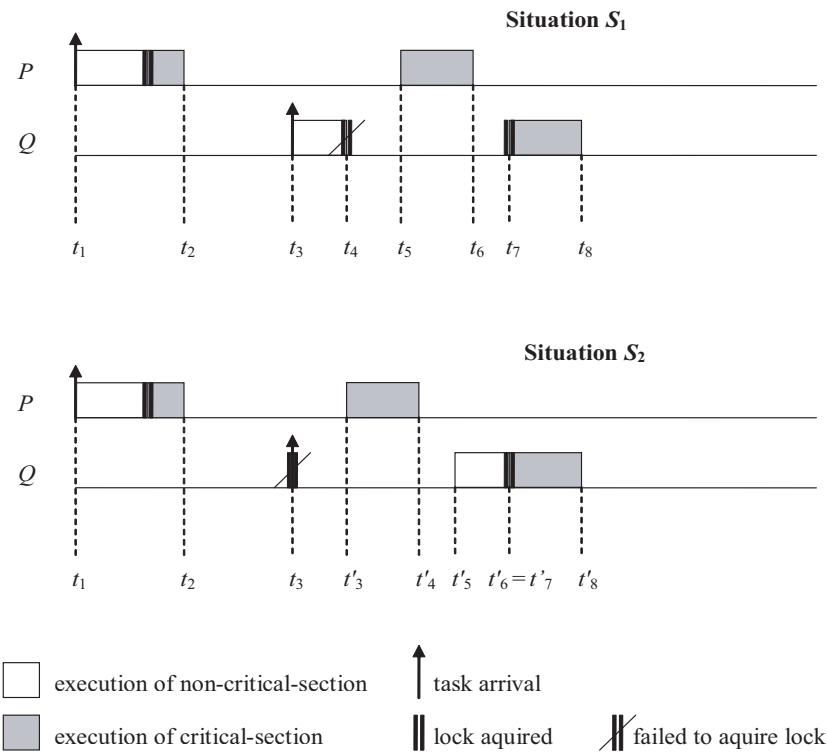 Situation S₁
P
Q
t₁ t₂ t₃ t₄ t₅ t₆ t₇ t₈
Situation S₂
P
Q
t₁ t₂ t₃ t'₃ t'₄ t'₅ t'₆ = t'₇ t'₈
execution of non-critical-section task arrival
execution of critical-section lock aquired failed to aquire lock